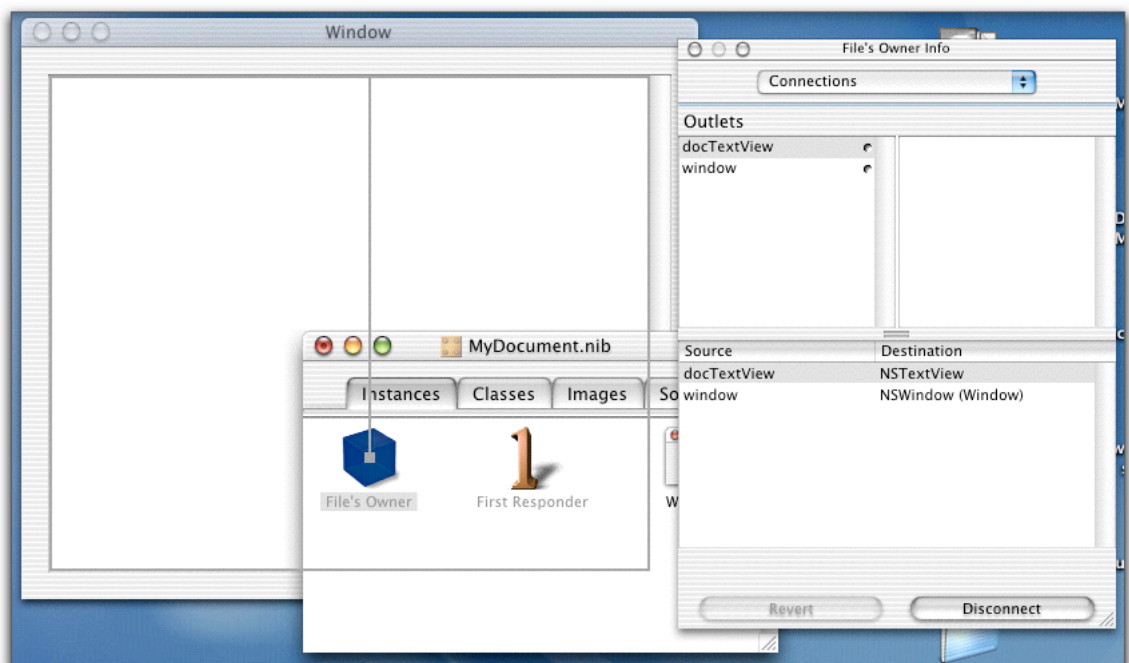 Window
File's Owner Info
Connections
Outlets
docTextView
window
MyDocument.nib
Instances Classes Images So
Source Destination
docTextView NSTextView
window NSWindow (Window)
File's Owner First Responder W
Revert Disconnect